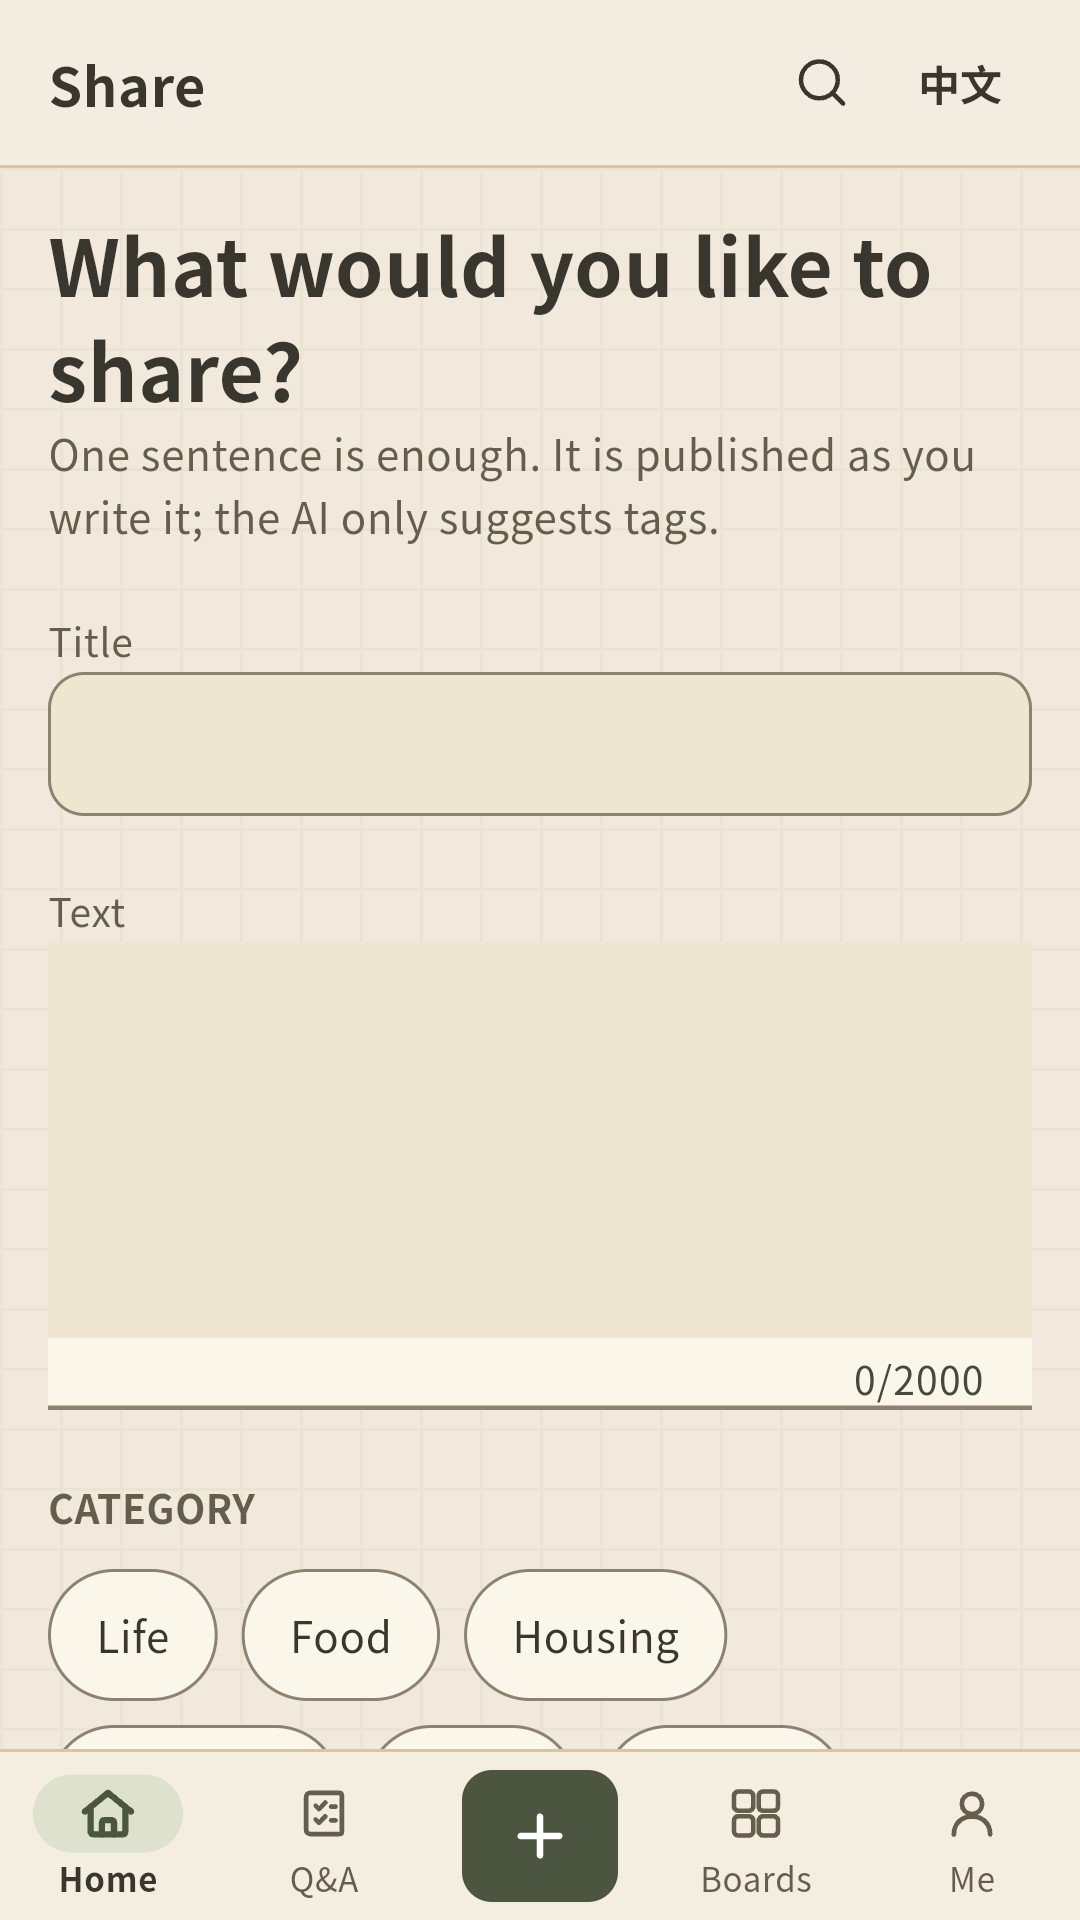 Share
中文
What would you like to
share?
One sentence is enough. It is published as you
write it; the AI only suggests tags.
Title
Text
0/2000
CATEGORY
Life
Food
Housing
Home
Q&A
Boards
Me